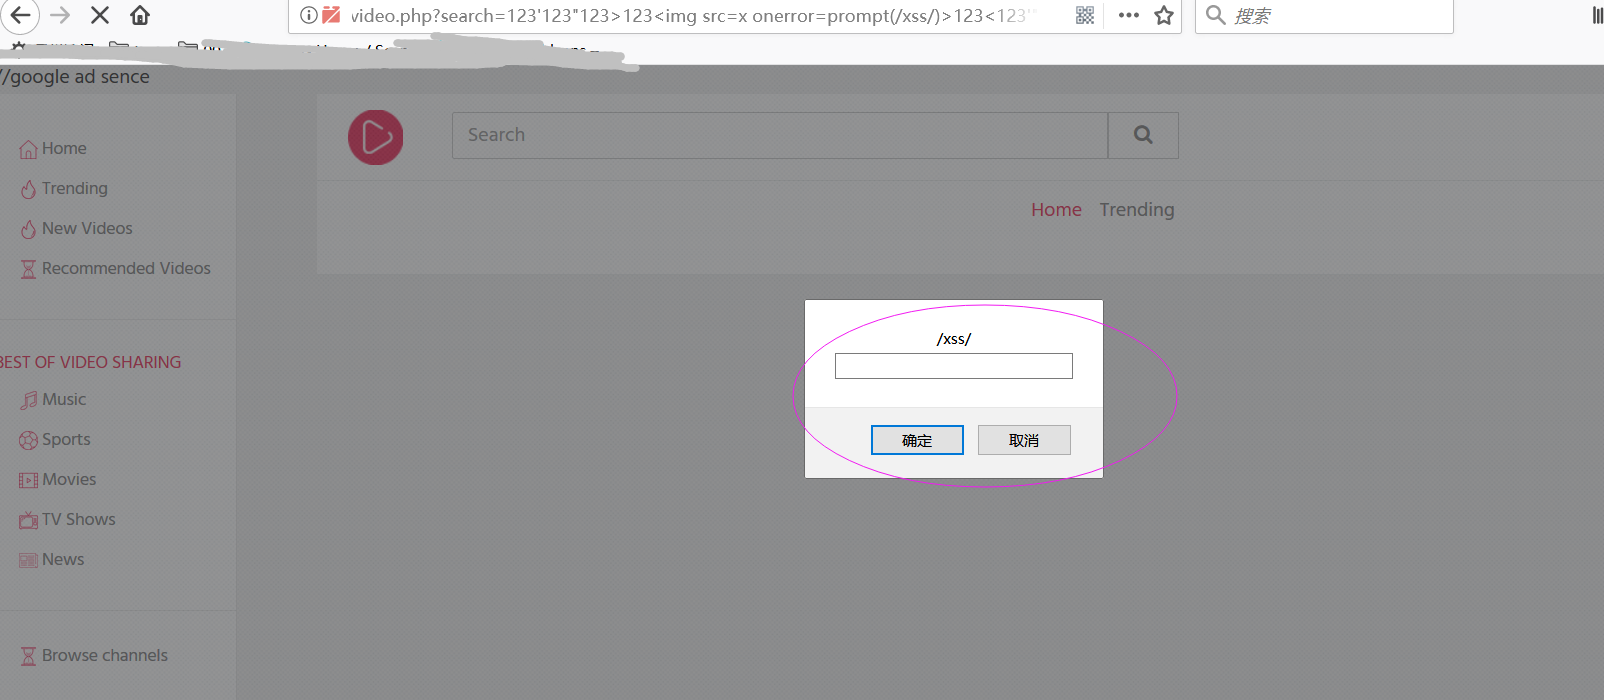 video.php?search=123'123"123>123<img src=x onerror=prompt(/xss/)>123<123'"
搜索
//google ad sence
Search
Home
Trending
New Videos
Recommended Videos
Home Trending
/xss/
确定 取消
BEST OF VIDEO SHARING
Music
Sports
Movies
TV Shows
News
Browse channels